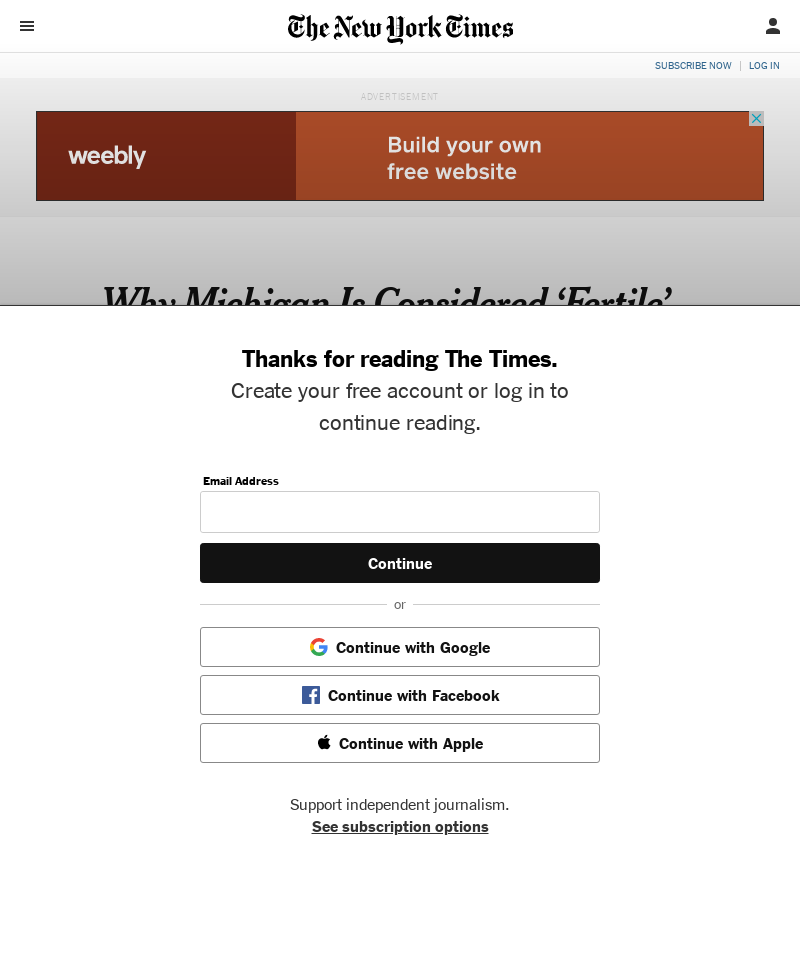 The New York Times
SUBSCRIBE NOW | LOG IN
ADVERTISEMENT
weebly
Build your own
free website
Why Michigan Is Considered ‘Fertile’
Thanks for reading The Times.
Create your free account or log in to
continue reading.
Email Address
Continue
or
Continue with Google
Continue with Facebook
Continue with Apple
Support independent journalism.
See subscription options